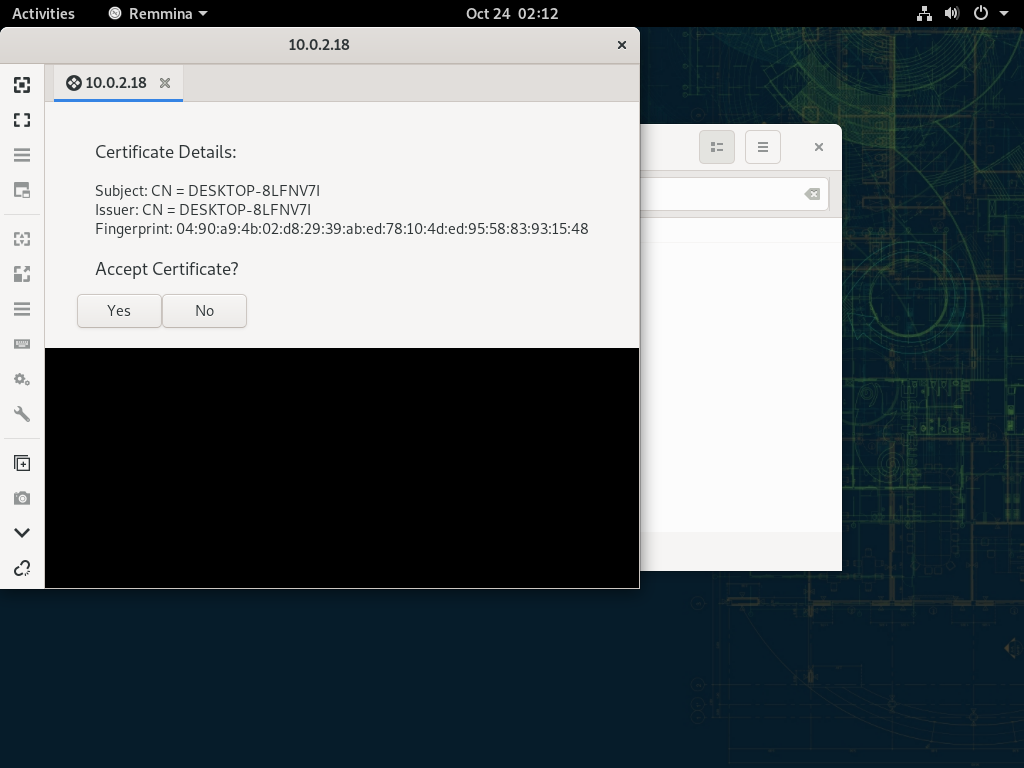 Activities
Remmina
Oct 24 02:12
10.0.2.18
10.0.2.18
Certificate Details:
Subject: CN = DESKTOP-8LFNV7I
Issuer: CN = DESKTOP-8LFNV7I
Fingerprint: 04:90:a9:4b:02:d8:29:39:ab:ed:78:10:4d:ed:95:58:83:93:15:48
Accept Certificate?
Yes
No